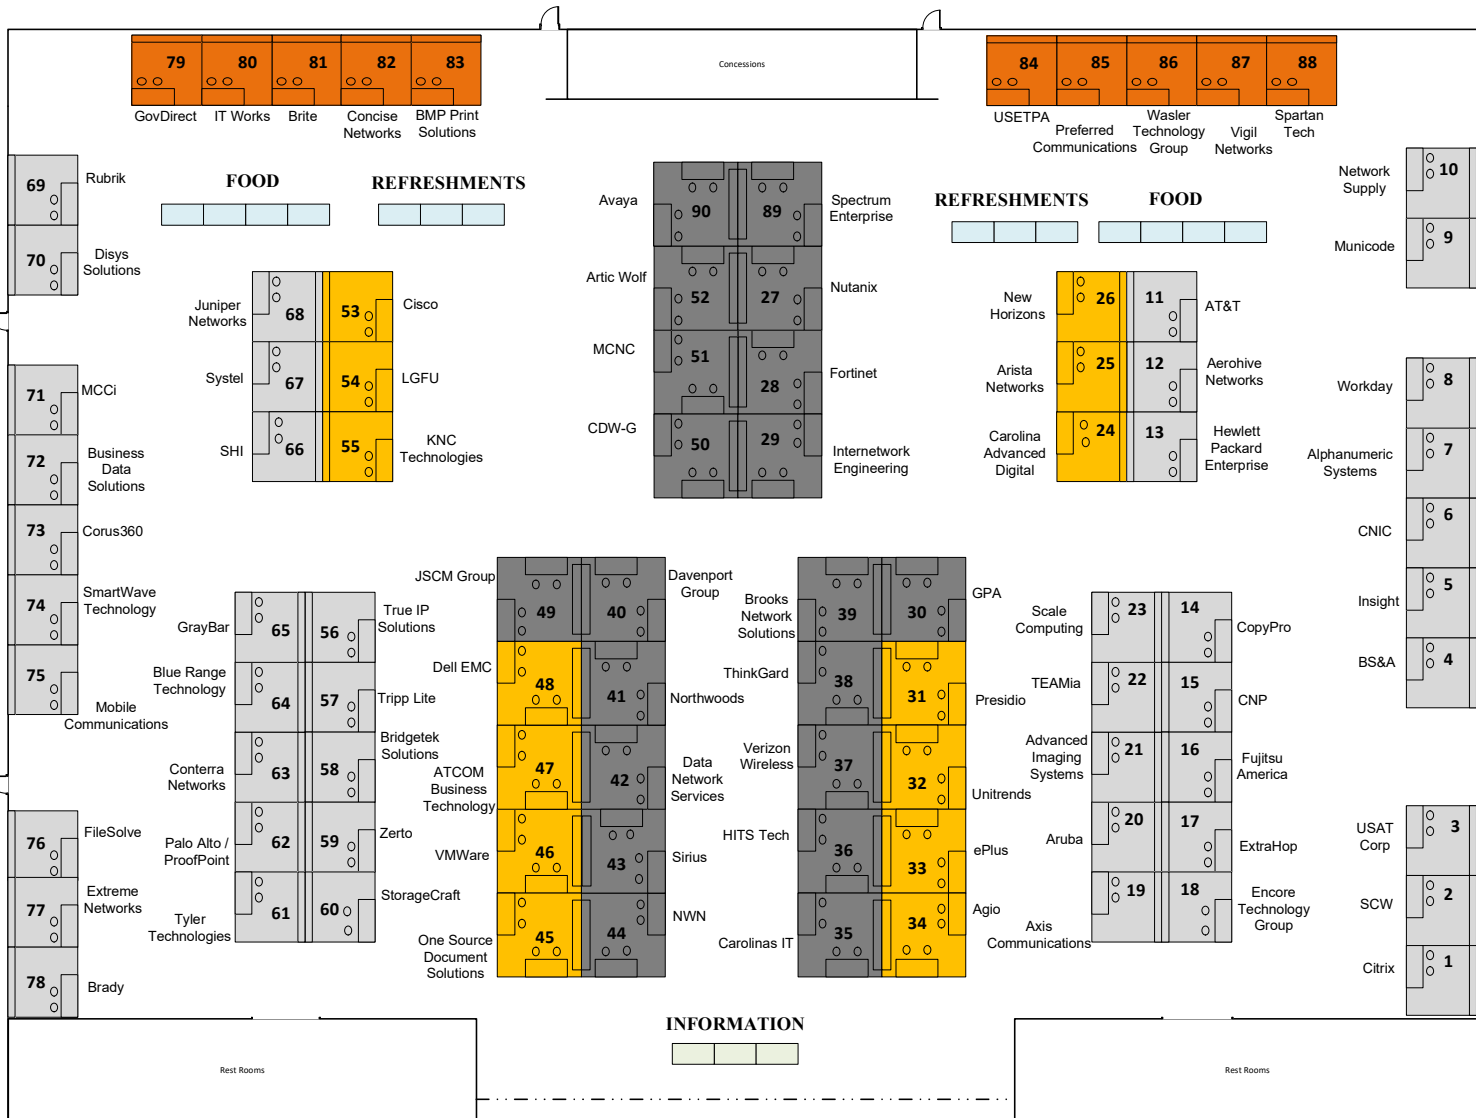 Concessions
79
80
81
82
83
GovDirect
IT Works
Brite
Concise
Networks
BMP Print
Solutions
84
85
86
87
88
USETPA
Preferred
Communications
Wasler
Technology
Group
Vigil
Networks
Spartan
Tech
FOOD
REFRESHMENTS
REFRESHMENTS
FOOD
69
Rubrik
70
Disys
Solutions
71
MCCi
72
Business
Data
Solutions
73
Corus360
74
SmartWave
Technology
75
Mobile
Communications
76
FileSolve
77
Extreme
Networks
78
Brady
Juniper
Networks
68
53
Cisco
Systel
67
54
LGFU
SHI
66
55
KNC
Technologies
Avaya
90
89
Spectrum
Enterprise
Artic Wolf
52
27
Nutanix
MCNC
51
28
Fortinet
CDW-G
50
29
Internetwork
Engineering
New
Horizons
26
11
AT&T
Arista
Networks
25
12
Aerohive
Networks
Carolina
Advanced
Digital
24
13
Hewlett
Packard
Enterprise
Network
Supply
10
Municode
9
Workday
8
Alphanumeric
Systems
7
CNIC
6
Insight
5
BS&A
4
USAT
Corp
3
SCW
2
Citrix
1
GrayBar
65
56
True IP
Solutions
Blue Range
Technology
64
57
Tripp Lite
Conterra
Networks
63
58
Bridgetek
Solutions
Palo Alto /
ProofPoint
62
59
Zerto
Tyler
Technologies
61
60
StorageCraft
JSCM Group
49
40
Davenport
Group
Dell EMC
48
41
Northwoods
ATCOM
Business
Technology
47
42
Data
Network
Services
VMWare
46
43
Sirius
One Source
Document
Solutions
45
44
NWN
Brooks
Network
Solutions
39
30
GPA
ThinkGard
38
31
Presidio
Verizon
Wireless
37
32
Unitrends
HITS Tech
36
33
ePlus
Carolinas IT
35
34
Agio
Scale
Computing
23
14
CopyPro
TEAMia
22
15
CNP
Advanced
Imaging
Systems
21
16
Fujitsu
America
Aruba
20
17
ExtraHop
Axis
Communications
19
18
Encore
Technology
Group
INFORMATION
Rest Rooms
Rest Rooms